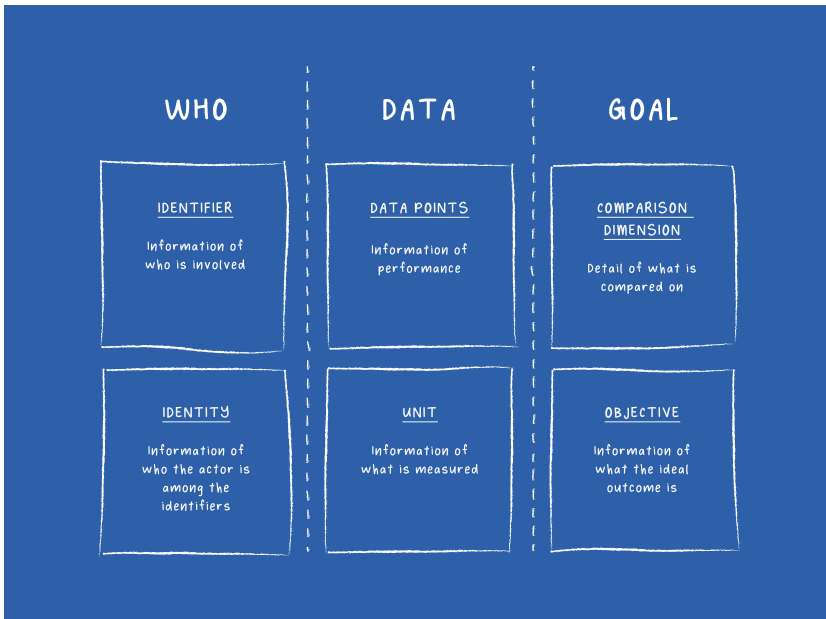 WHO
DATA
GOAL
IDENTIFIER
Information of
who is involved
DATA POINTS
Information of
performance
COMPARISON
DIMENSION
Detail of what is
compared on
IDENTITY
Information of
who the actor is
among the
identifiers
UNIT
Information of
what is measured
OBJECTIVE
Information of
what the ideal
outcome is